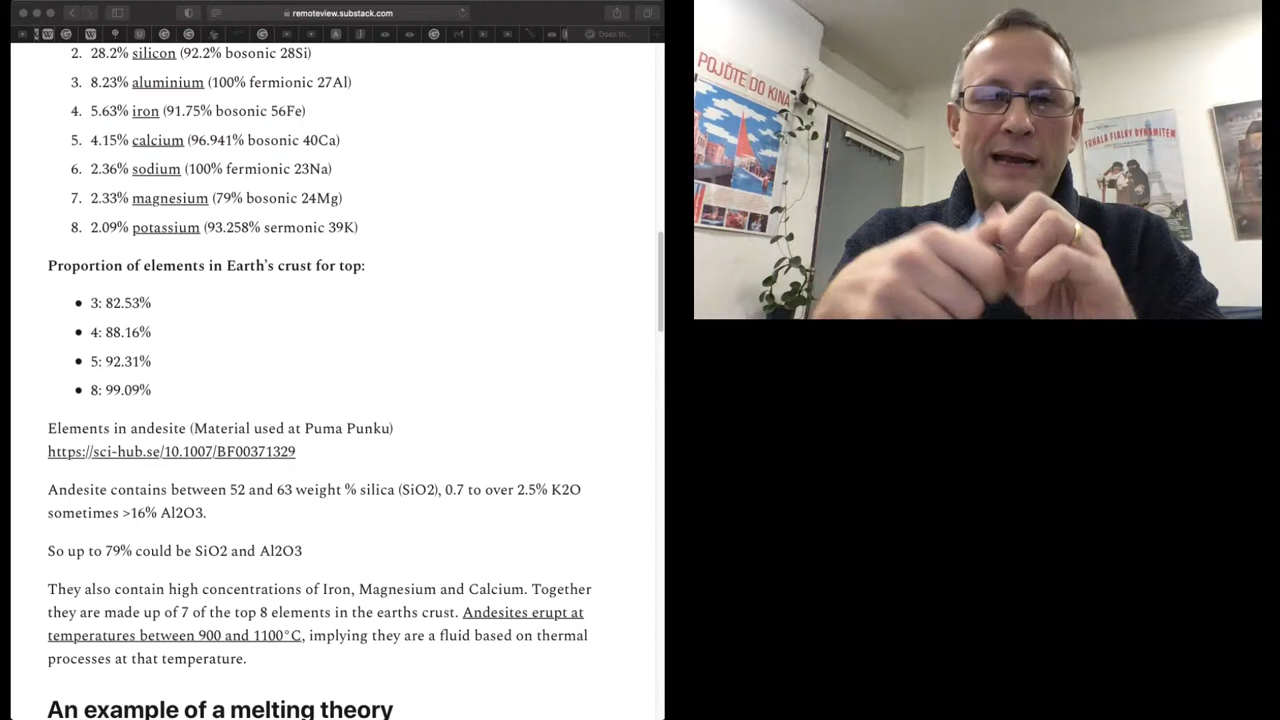 remoteview.substack.com
Does th...
2. 28.2% silicon (92.2% bosonic 28Si)
3. 8.23% aluminium (100% fermionic 27Al)
4. 5.63% iron (91.75% bosonic 56Fe)
5. 4.15% calcium (96.941% bosonic 40Ca)
6. 2.36% sodium (100% fermionic 23Na)
7. 2.33% magnesium (79% bosonic 24Mg)
8. 2.09% potassium (93.258% sermonic 39K)
Proportion of elements in Earth's crust for top:
• 3: 82.53%
• 4: 88.16%
• 5: 92.31%
• 8: 99.09%
Elements in andesite (Material used at Puma Punku)
https://sci-hub.se/10.1007/BF00371329
Andesite contains between 52 and 63 weight % silica (SiO2), 0.7 to over 2.5% K2O
sometimes >16% Al2O3.
So up to 79% could be SiO2 and Al2O3
They also contain high concentrations of Iron, Magnesium and Calcium. Together
they are made up of 7 of the top 8 elements in the earths crust. Andesites erupt at
temperatures between 900 and 1100°C, implying they are a fluid based on thermal
processes at that temperature.
An example of a melting theory
POJĎTE DO KINA
TRHALA FIALKY DYNAMITEM